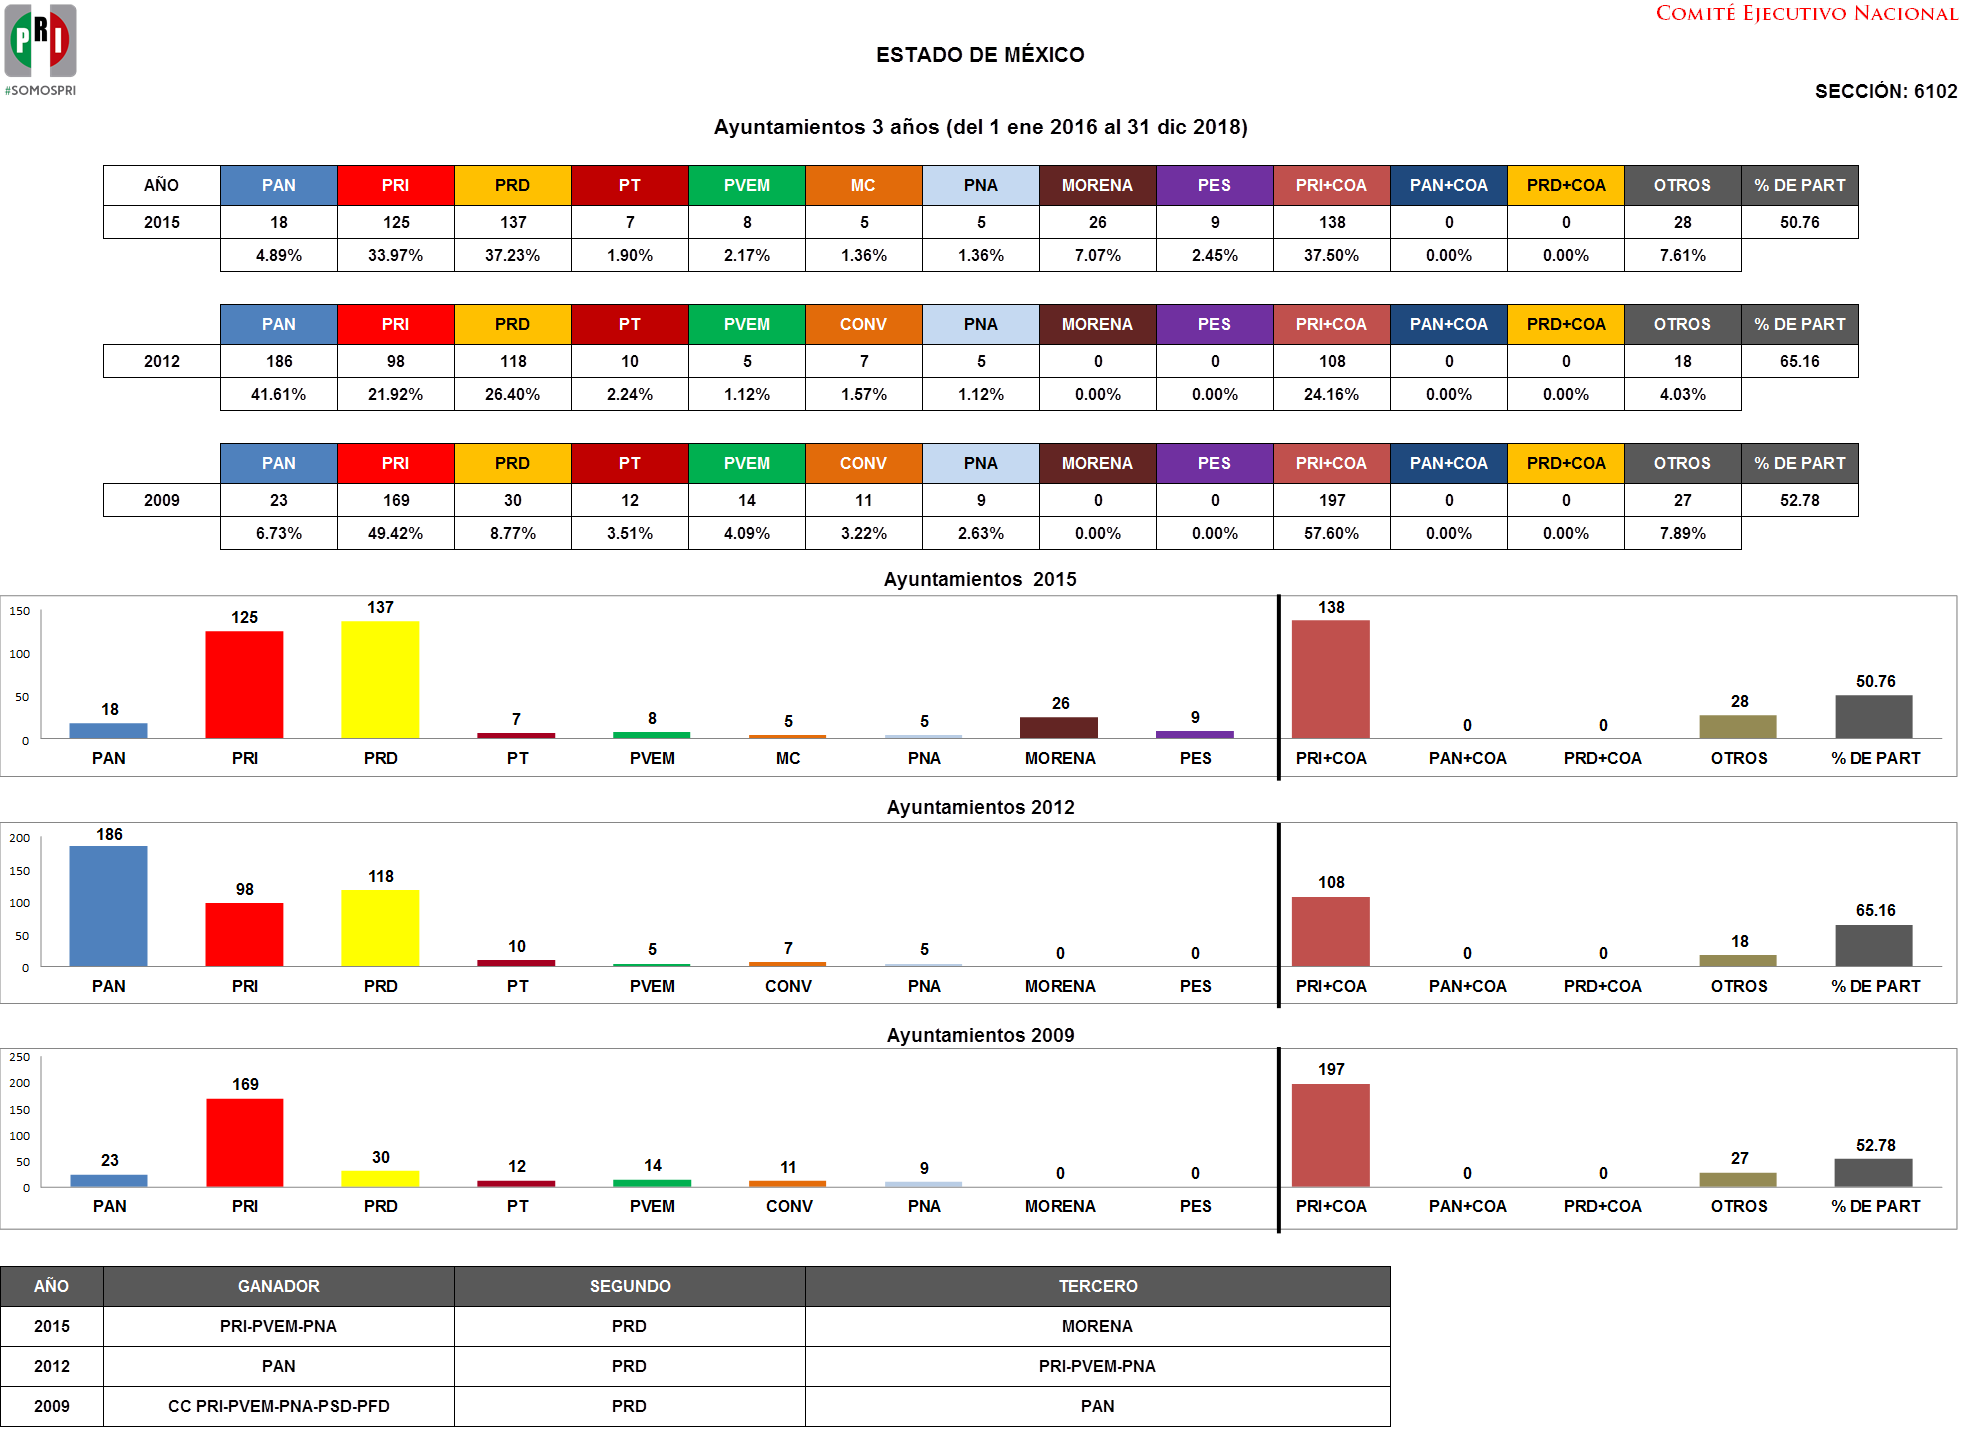 PRI
#SOMOSPRI
COMITÉ EJECUTIVO NACIONAL
ESTADO DE MÉXICO
SECCIÓN: 6102
Ayuntamientos 3 años (del 1 ene 2016 al 31 dic 2018)
AÑO PAN PRI PRD PT PVEM MC PNA MORENA PES PRI+COA PAN+COA PRD+COA OTROS % DE PART
2015 18 125 137 7 8 5 5 26 9 138 0 0 28 50.76
4.89% 33.97% 37.23% 1.90% 2.17% 1.36% 1.36% 7.07% 2.45% 37.50% 0.00% 0.00% 7.61%
PAN PRI PRD PT PVEM CONV PNA MORENA PES PRI+COA PAN+COA PRD+COA OTROS % DE PART
2012 186 98 118 10 5 7 5 0 0 108 0 0 18 65.16
41.61% 21.92% 26.40% 2.24% 1.12% 1.57% 1.12% 0.00% 0.00% 24.16% 0.00% 0.00% 4.03%
PAN PRI PRD PT PVEM CONV PNA MORENA PES PRI+COA PAN+COA PRD+COA OTROS % DE PART
2009 23 169 30 12 14 11 9 0 0 197 0 0 27 52.78
6.73% 49.42% 8.77% 3.51% 4.09% 3.22% 2.63% 0.00% 0.00% 57.60% 0.00% 0.00% 7.89%
Ayuntamientos 2015
150
100
50
0
18 125 137 7 8 5 5 26 9 138 0 0 28 50.76
PAN PRI PRD PT PVEM MC PNA MORENA PES PRI+COA PAN+COA PRD+COA OTROS % DE PART
Ayuntamientos 2012
200
150
100
50
0
186 98 118 10 5 7 5 0 0 108 0 0 18 65.16
PAN PRI PRD PT PVEM CONV PNA MORENA PES PRI+COA PAN+COA PRD+COA OTROS % DE PART
Ayuntamientos 2009
250
200
150
100
50
0
23 169 30 12 14 11 9 0 0 197 0 0 27 52.78
PAN PRI PRD PT PVEM CONV PNA MORENA PES PRI+COA PAN+COA PRD+COA OTROS % DE PART
AÑO GANADOR SEGUNDO TERCERO
2015 PRI-PVEM-PNA PRD MORENA
2012 PAN PRD PRI-PVEM-PNA
2009 CC PRI-PVEM-PNA-PSD-PFD PRD PAN